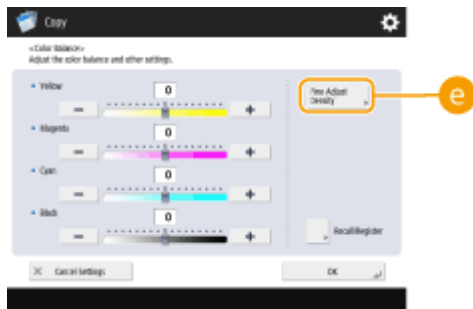 Copy
<Color Balance>
Adjust the color balance and other settings.
Yellow
0
Fine Adjust
Density
e
− +
Magenta
0
− +
Cyan
0
− +
Black
0
− +
Recall/Register
× Cancel Settings
OK